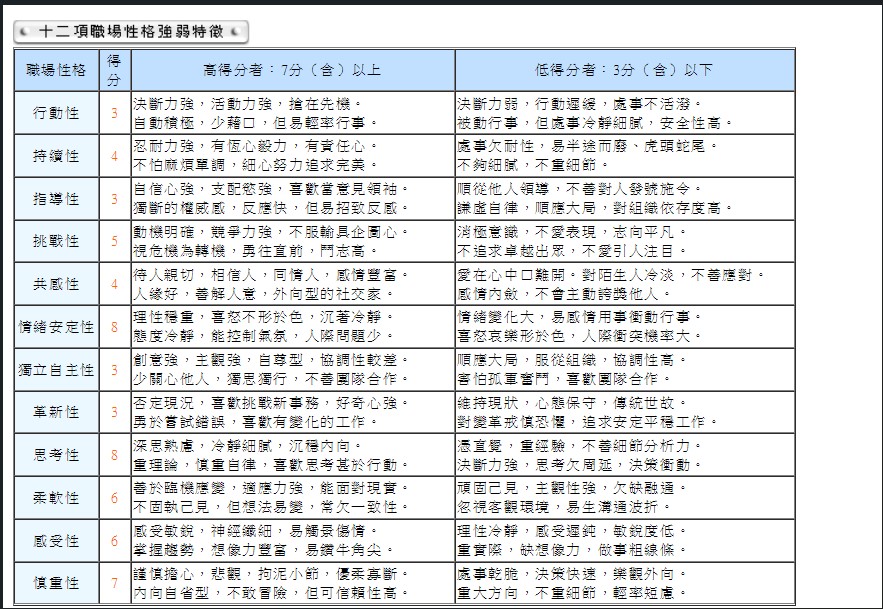 十二項職場性格強弱特徵
職場性格 得分 高得分者：7分（含）以上 低得分者：3分（含）以下
行動性 3 決斷力強，活動力強，搶在先機。 決斷力弱，行動遲緩，處事不活潑。
自動積極，少藉口，但易輕率行事。 被動行事，但處事冷靜細膩，安全性高。
持續性 4 忍耐力強，有恆心毅力，有責任心。 處事欠耐性，易半途而廢、虎頭蛇尾。
不怕麻煩單調，細心努力追求完美。 不夠細膩，不重細節。
指導性 3 自信心強，支配慾強，喜歡當意見領袖。 順從他人領導，不善對人發號施令。
獨斷的權威感，反應快，但易招致反感。 謙虛自律，順應大局，對組織依存度高。
挑戰性 5 動機明確，競爭力強，不服輸具企圖心。 消極意識，不愛表現，志向平凡。
視危機為轉機，勇往直前，鬥志高。 不追求卓越出眾，不愛引人注目。
共感性 4 待人親切，相信人，同情人，感情豐富。 愛在心中口難開。對陌生人冷淡，不善應對。
人緣好，善解人意，外向型的社交家。 感情內斂，不會主動誇獎他人。
情緒安定性 8 理性穩重，喜怒不形於色，沉著冷靜。 情緒變化大，易感情用事衝動行事。
態度冷靜，能控制氣氛，人際問題少。 喜怒哀樂形於色，人際衝突機率大。
獨立自主性 3 創意強，主觀強，自尊型，協調性較差。 順應大局，服從組織，協調性高。
少關心他人，獨思獨行，不善團隊合作。 害怕孤軍奮鬥，喜歡團隊合作。
革新性 3 否定現況，喜歡挑戰新事務，好奇心強。 維持現狀，心態保守，傳統世故。
勇於嘗試錯誤，喜歡有變化的工作。 對變革戒慎恐懼，追求安定平穩工作。
思考性 8 深思熟慮，冷靜細膩，沉穩內向。 憑直覺，重經驗，不善細節分析力。
重理論，慎重自律，喜歡思考甚於行動。 決斷力強，思考欠周延，決策衝動。
柔軟性 6 善於臨機應變，適應力強，能面對現實。 頑固己見，主觀性強，欠缺融通。
不固執己見，但想法易變，常欠一致性。 忽視客觀環境，易生溝通波折。
感受性 6 感受敏銳，神經纖細，易觸景傷情。 理性冷靜，感受遲鈍，敏銳度低。
掌握趨勢，想像力豐富，易鑽牛角尖。 重實際，缺想像力，做事粗線條。
慎重性 7 謹慎擔心，悲觀，拘泥小節，優柔寡斷。 處事乾脆，決策快速，樂觀外向。
內向自省型，不敢冒險，但可信賴性高。 重大方向，不重細節，輕率短慮。